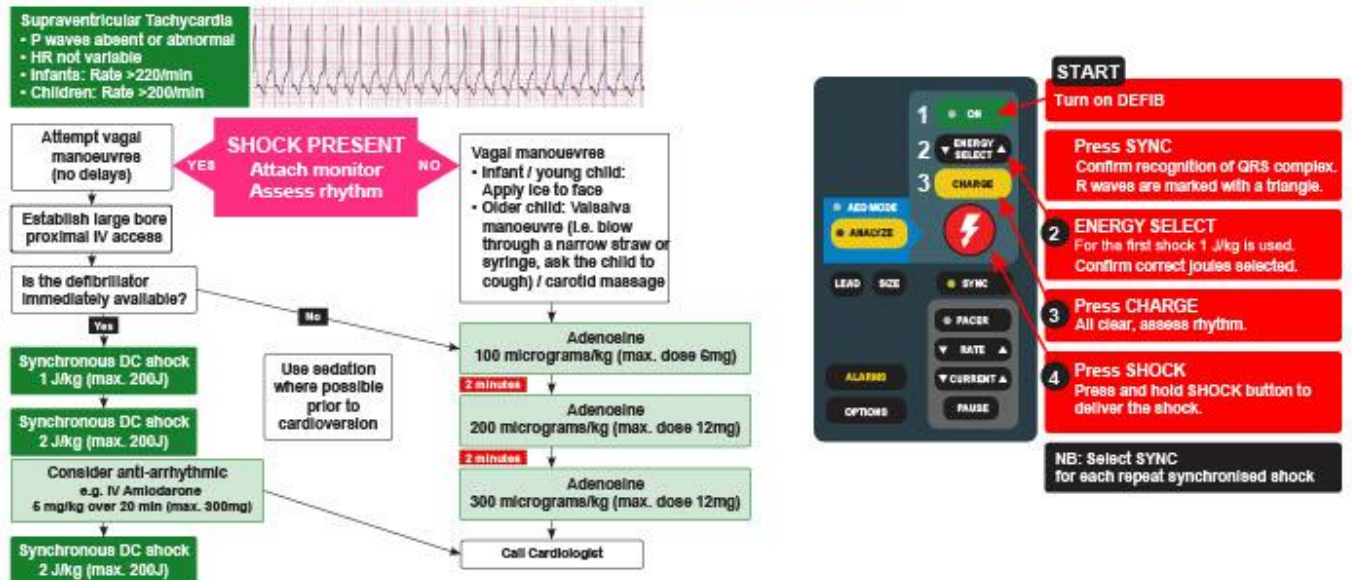 Supraventricular Tachycardia
• P waves absent or abnormal
• HR not variable
• Infants: Rate >220/min
• Children: Rate >200/min
Attempt vagal
manoeuvres
(no delays)
YES
SHOCK PRESENT
Attach monitor
Assess rhythm
NO
Establish large bore
proximal IV access
Is the defibrillator
immediately available?
Yes
No
Synchronous DC shock
1 J/kg (max. 200J)
Synchronous DC shock
2 J/kg (max. 200J)
Consider anti-arrhythmic
e.g. IV Amiodarone
5 mg/kg over 20 min (max. 300mg)
Synchronous DC shock
2 J/kg (max. 200J)
Use sedation
where possible
prior to
cardioversion
Vagal manouevres
• Infant / young child:
Apply ice to face
• Older child: Valsalva
manoeuvre (i.e. blow
through a narrow straw or
syringe, ask the child to
cough) / carotid massage
Adenosine
100 micrograms/kg (max. dose 6mg)
2 minutes
Adenosine
200 micrograms/kg (max. dose 12mg)
2 minutes
Adenosine
300 micrograms/kg (max. dose 12mg)
Call Cardiologist
1 ON
2 ENERGY
SELECT
3 CHARGE
AED MODE
ANALYZE
LEAD SIZE SYNC
PACER
RATE
ALARMS
CURRENT
OPTIONS
PAUSE
START
Turn on DEFIB
Press SYNC
Confirm recognition of QRS complex.
R waves are marked with a triangle.
2 ENERGY SELECT
For the first shock 1 J/kg is used.
Confirm correct joules selected.
3 Press CHARGE
All clear, assess rhythm.
4 Press SHOCK
Press and hold SHOCK button to
deliver the shock.
NB: Select SYNC
for each repeat synchronised shock